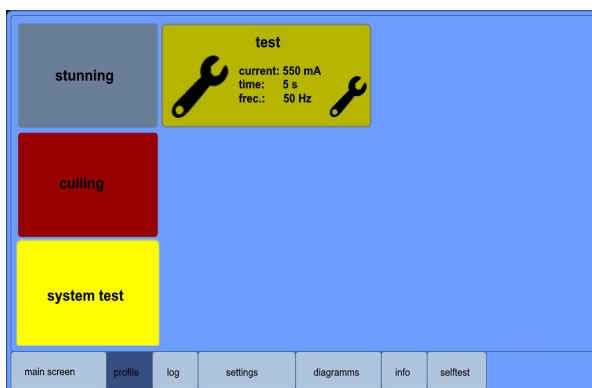 stunning
test
current: 550 mA
time: 5 s
frec.: 50 Hz
culling
system test
main screen
profile
log
settings
diagramms
info
selftest